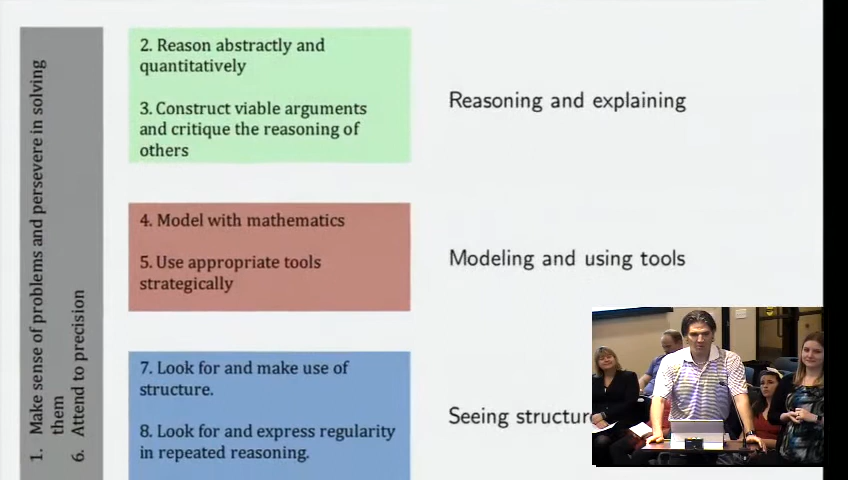 1. Make sense of problems and persevere in solving
them
6. Attend to precision
2. Reason abstractly and
quantitatively
3. Construct viable arguments
and critique the reasoning of
others
Reasoning and explaining
4. Model with mathematics
5. Use appropriate tools
strategically
Modeling and using tools
7. Look for and make use of
structure.
8. Look for and express regularity
in repeated reasoning.
Seeing structure